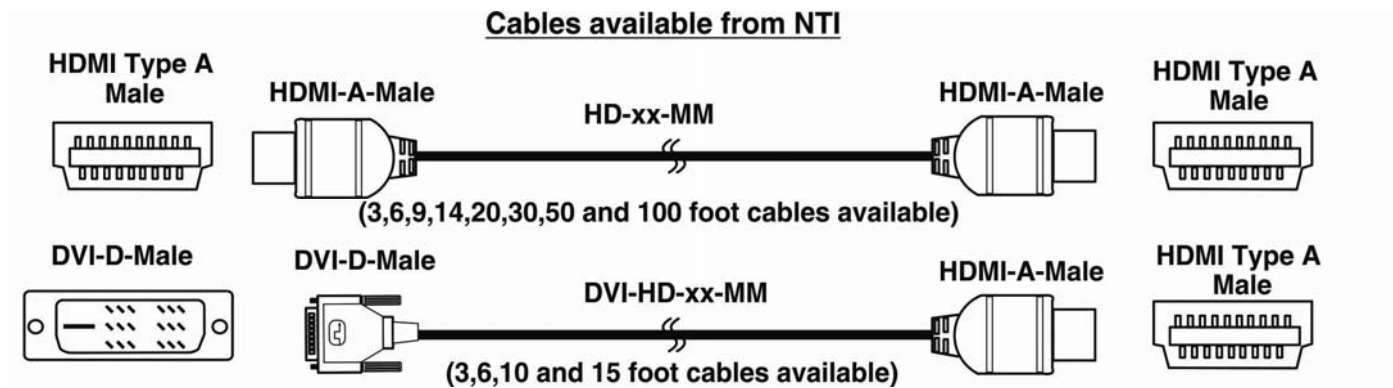 Cables available from NTI
HDMI Type A
Male
HDMI-A-Male
HD-xx-MM
HDMI-A-Male
HDMI Type A
Male
(3,6,9,14,20,30,50 and 100 foot cables available)
DVI-D-Male
DVI-D-Male
DVI-HD-xx-MM
HDMI-A-Male
HDMI Type A
Male
(3,6,10 and 15 foot cables available)